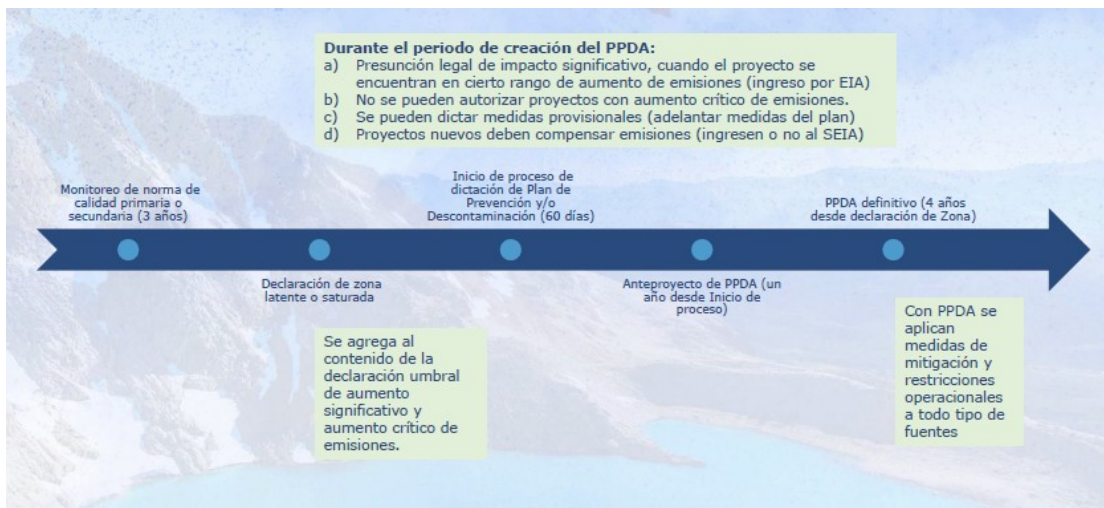 Durante el periodo de creación del PPDA:
a) Presunción legal de impacto significativo, cuando el proyecto se
encuentran en cierto rango de aumento de emisiones (ingreso por EIA)
b) No se pueden autorizar proyectos con aumento crítico de emisiones.
c) Se pueden dictar medidas provisionales (adelantar medidas del plan)
d) Proyectos nuevos deben compensar emisiones (ingresen o no al SEIA)
Monitoreo de norma de
calidad primaria o
secundaria (3 años)
Declaración de zona
latente o saturada
Inicio de proceso de
dictación de Plan de
Prevención y/o
Descontaminación (60 días)
Anteproyecto de PPDA (un
año desde Inicio de
proceso)
PPDA definitivo (4 años
desde declaración de Zona)
Se agrega al
contenido de la
declaración umbral
de aumento
significativo y
aumento crítico de
emisiones.
Con PPDA se
aplican
medidas de
mitigación y
restricciones
operacionales
a todo tipo de
fuentes